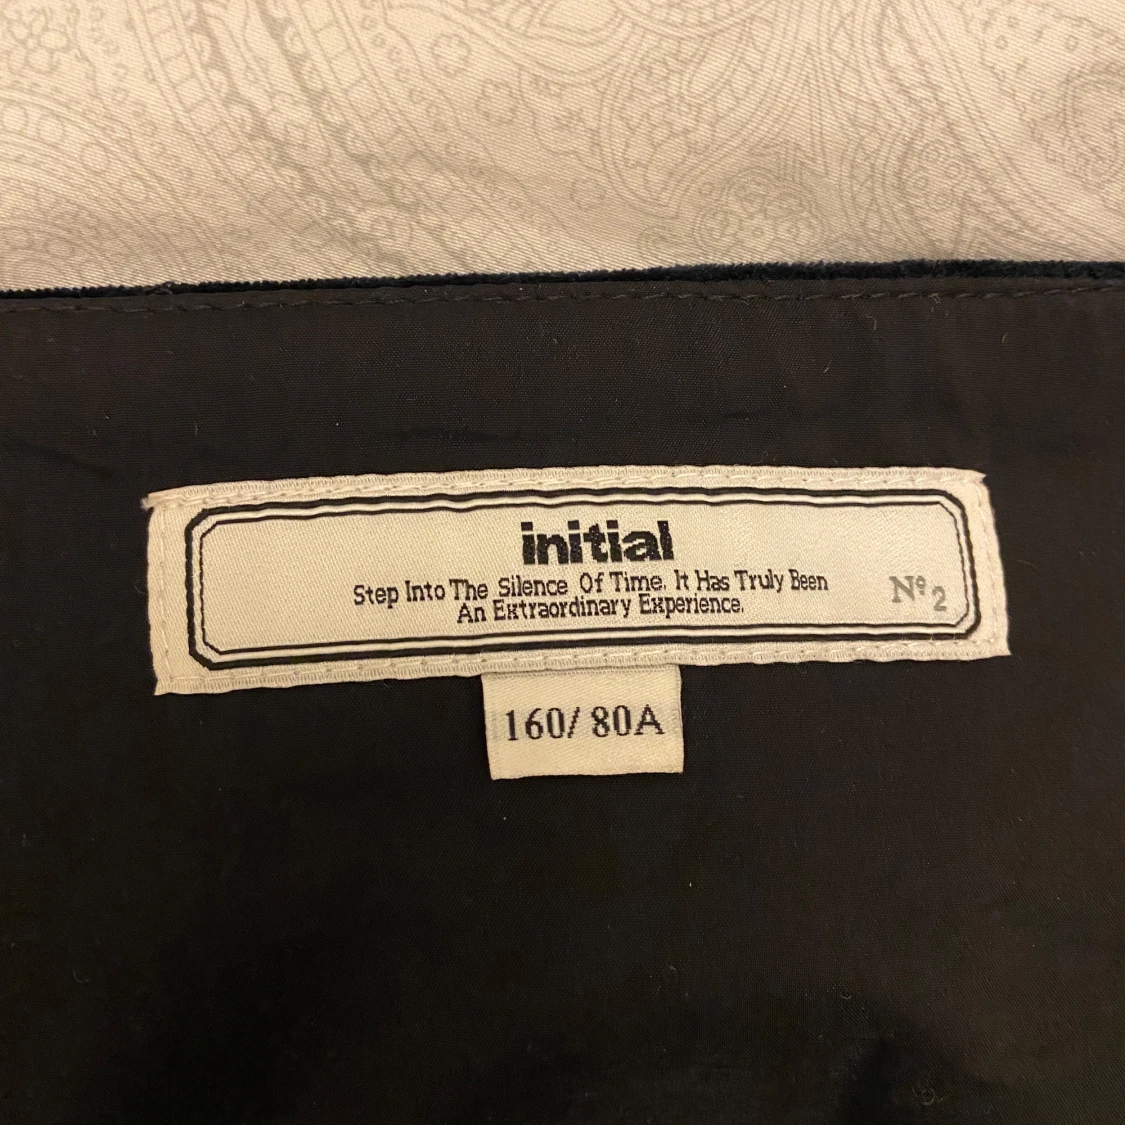 initial
Step Into The Silence Of Time. It Has Truly Been
An Extraordinary Experience.
Nº2
160/ 80A